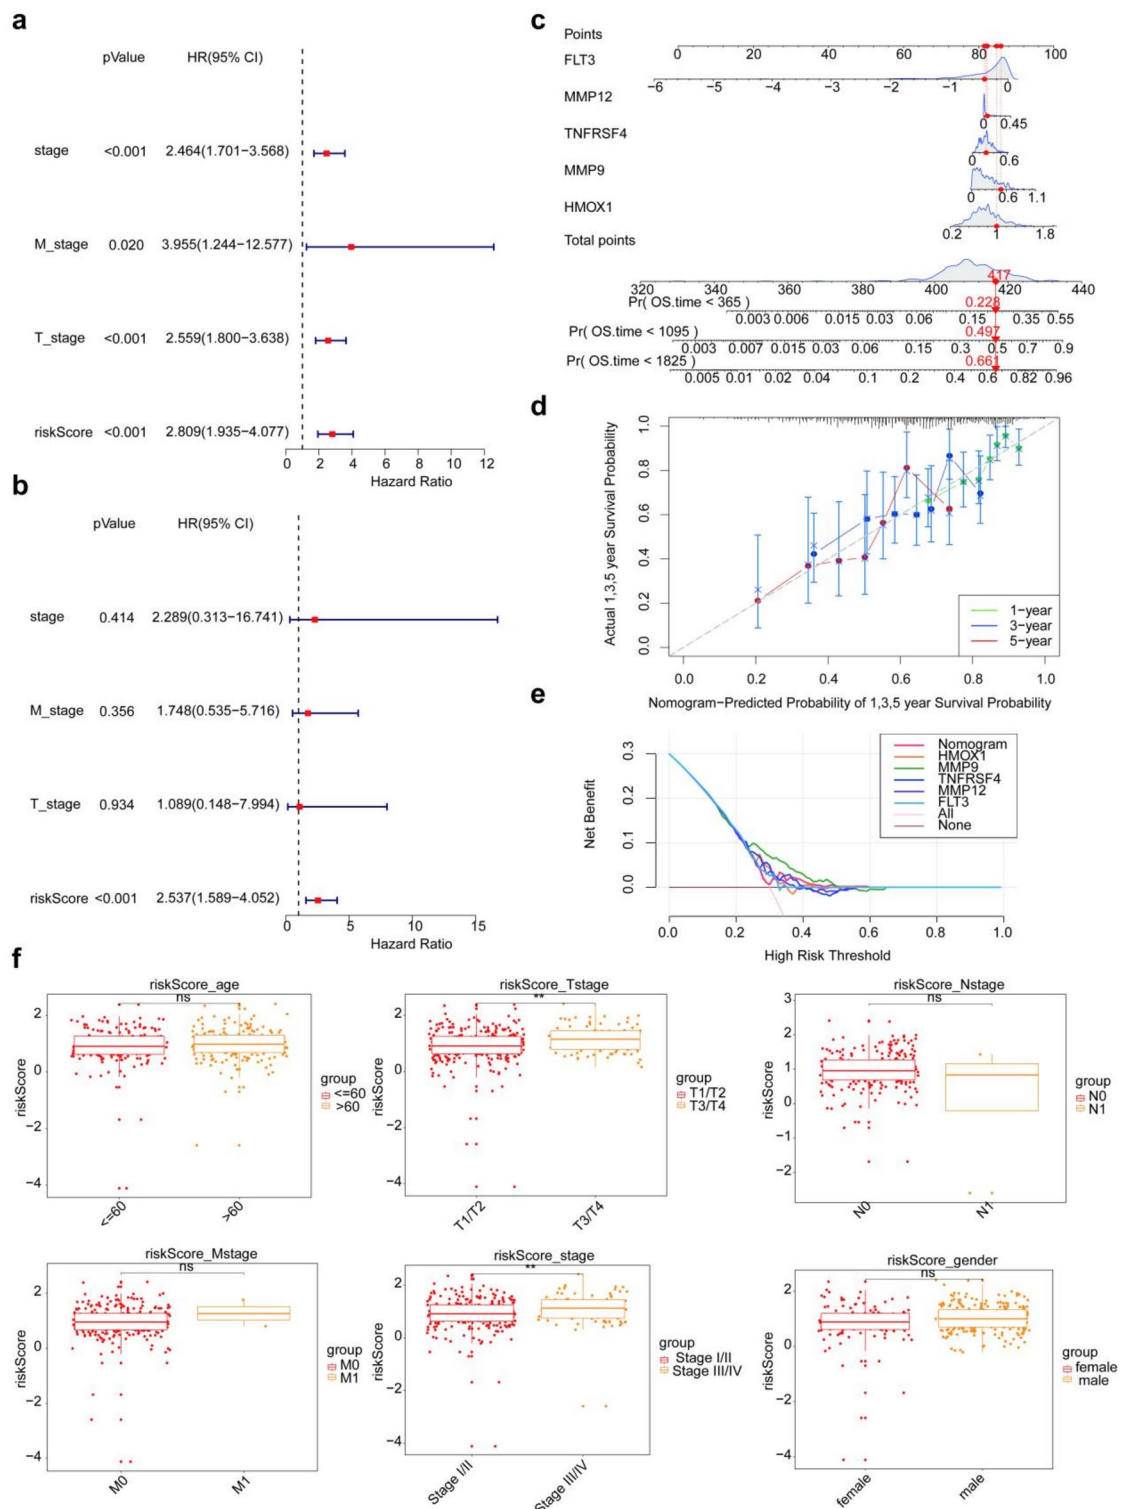 a
pValue HR(95% CI)
stage <0.001 2.464(1.701−3.568)
M_stage 0.020 3.955(1.244−12.577)
T_stage <0.001 2.559(1.800−3.638)
riskScore <0.001 2.809(1.935−4.077)
0 2 4 6 8 10 12
Hazard Ratio
b
pValue HR(95% CI)
stage 0.414 2.289(0.313−16.741)
M_stage 0.356 1.748(0.535−5.716)
T_stage 0.934 1.089(0.148−7.994)
riskScore <0.001 2.537(1.589−4.052)
0 5 10 15
Hazard Ratio
c
Points
0 20 40 60 80 100
FLT3
−6 −5 −4 −3 −2 −1 0
MMP12
0 0.45
TNFRSF4
0 0.6
MMP9
0 0.6 1.1
HMOX1
0.2 1 1.8
Total points
417
320 340 360 380 400 420 440
Pr( OS.time < 365 ) 0.228
0.003 0.006 0.015 0.03 0.06 0.15 0.35 0.55
Pr( OS.time < 1095 ) 0.497
0.003 0.007 0.015 0.03 0.06 0.15 0.3 0.5 0.7 0.9
Pr( OS.time < 1825 ) 0.661
0.005 0.01 0.02 0.04 0.1 0.2 0.4 0.6 0.82 0.96
d
Actual 1,3,5 year Survival Probability
1.0
0.8
0.6
0.4
0.2
0.0
1−year
3−year
5−year
0.0 0.2 0.4 0.6 0.8 1.0
Nomogram−Predicted Probability of 1,3,5 year Survival Probability
e
Net Benefit
0.3
0.2
0.1
0.0
Nomogram
HMOX1
MMP9
TNFRSF4
MMP12
FLT3
All
None
0.0 0.2 0.4 0.6 0.8 1.0
High Risk Threshold
f
riskScore_age
ns
riskScore
2
0
−2
−4
group
<=60
>60
<=60 >60
riskScore_Tstage
**
riskScore
2
0
−2
−4
group
T1/T2
T3/T4
T1/T2 T3/T4
riskScore_Nstage
ns
riskScore
3
2
1
0
−1
−2
group
N0
N1
N0 N1
riskScore_Mstage
ns
riskScore
2
0
−2
−4
group
M0
M1
M0 M1
riskScore_stage
**
riskScore
2
0
−2
−4
group
Stage I/II
Stage III/IV
Stage I/II Stage III/IV
riskScore_gender
ns
riskScore
2
0
−2
−4
group
female
male
female male